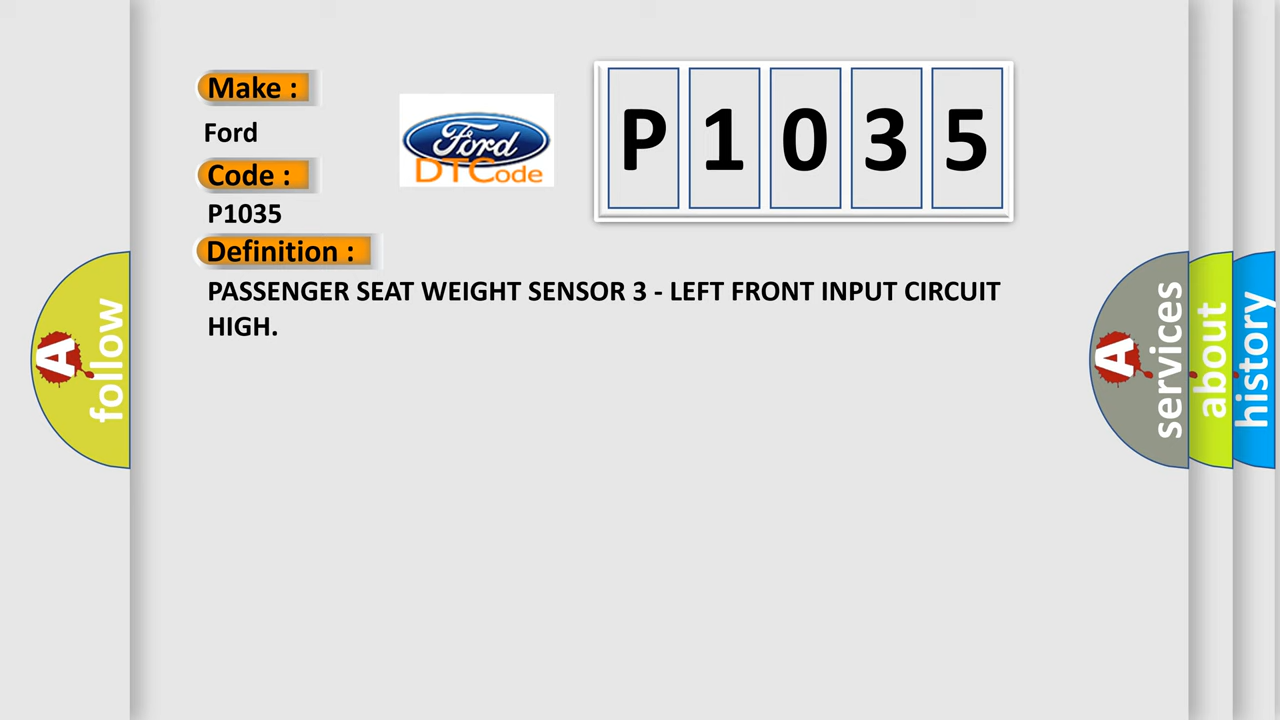 Make :
Ford
Code :
P1035
Definition :
PASSENGER SEAT WEIGHT SENSOR 3 - LEFT FRONT INPUT CIRCUIT
HIGH.
Ford
DTCode
P 1 0 3 5
A follow
A services
about
history